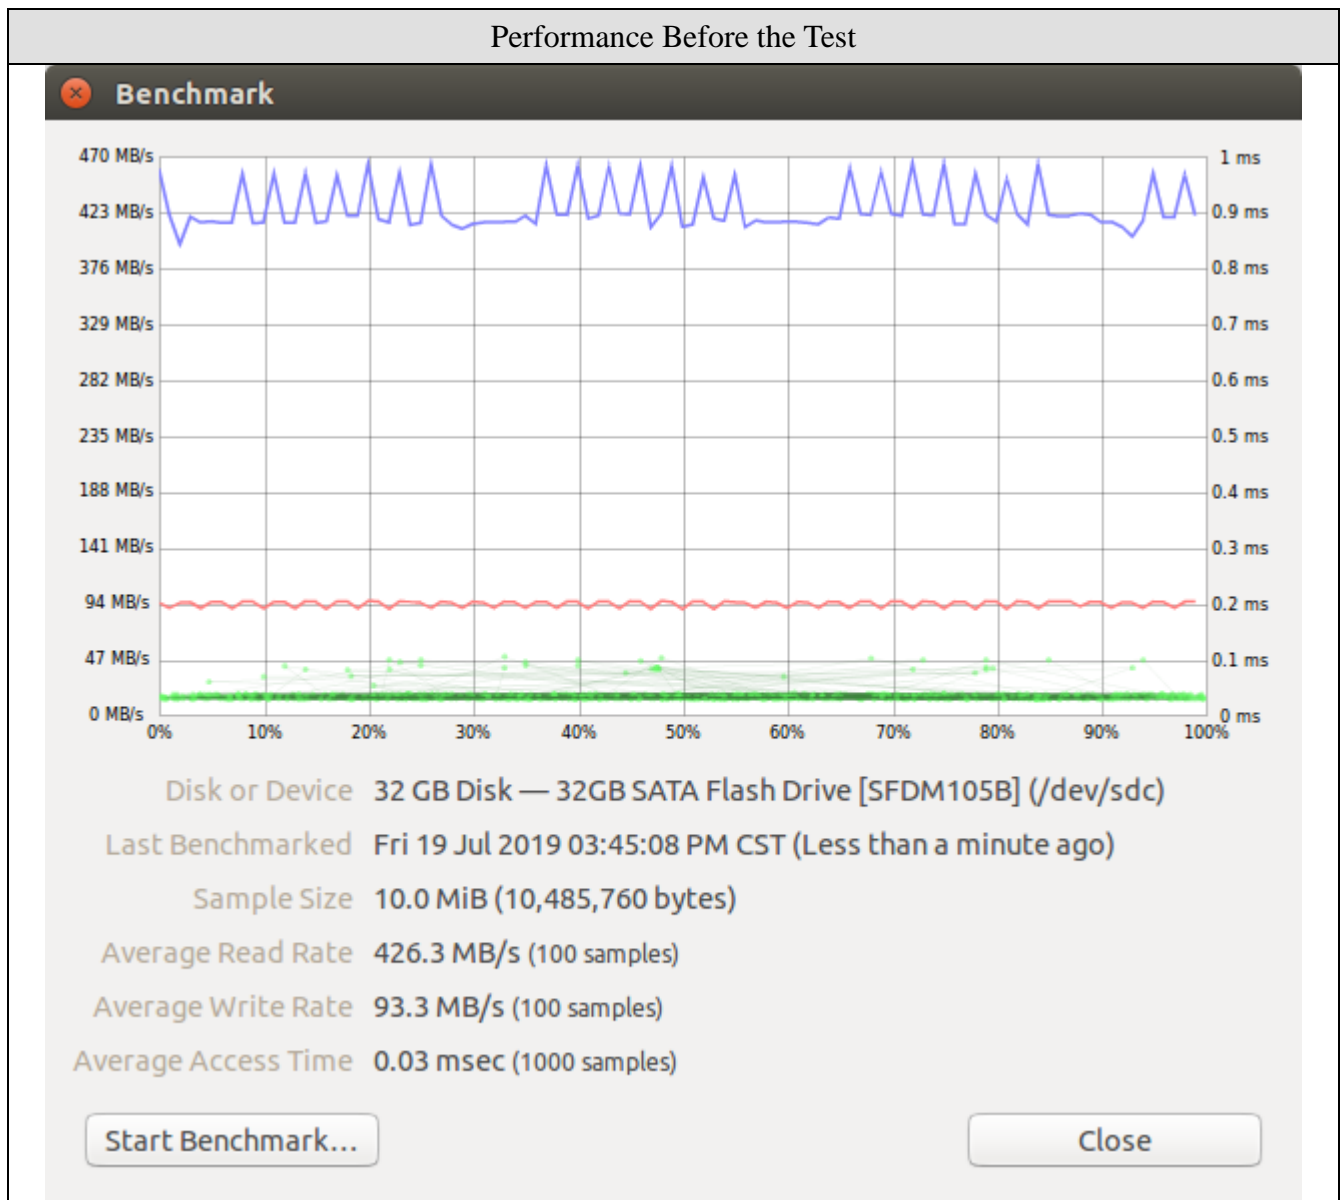 Performance Before the Test
Benchmark
470 MB/s 1 ms
423 MB/s 0.9 ms
376 MB/s 0.8 ms
329 MB/s 0.7 ms
282 MB/s 0.6 ms
235 MB/s 0.5 ms
188 MB/s 0.4 ms
141 MB/s 0.3 ms
94 MB/s 0.2 ms
47 MB/s 0.1 ms
0 MB/s 0 ms
0% 10% 20% 30% 40% 50% 60% 70% 80% 90% 100%
Disk or Device 32 GB Disk — 32GB SATA Flash Drive [SFDM105B] (/dev/sdc)
Last Benchmarked Fri 19 Jul 2019 03:45:08 PM CST (Less than a minute ago)
Sample Size 10.0 MiB (10,485,760 bytes)
Average Read Rate 426.3 MB/s (100 samples)
Average Write Rate 93.3 MB/s (100 samples)
Average Access Time 0.03 msec (1000 samples)
Start Benchmark... Close